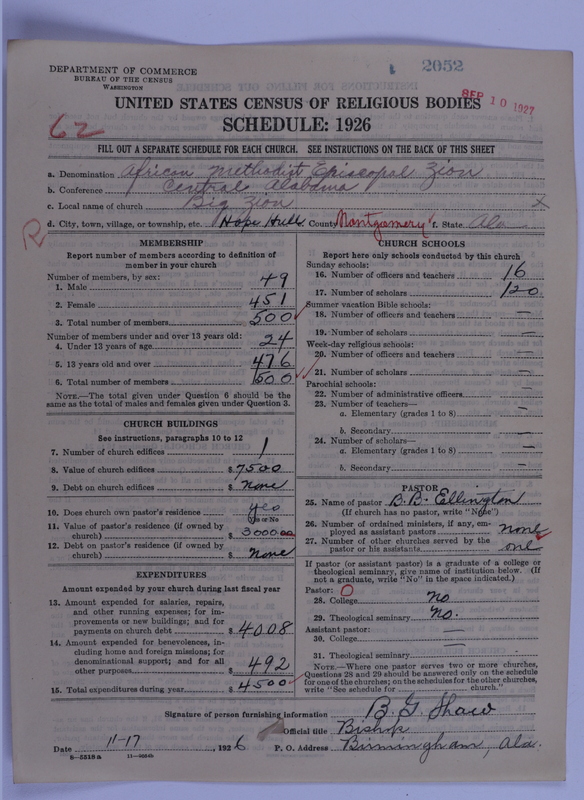 2052
SEP 10 1927
DEPARTMENT OF COMMERCE
BUREAU OF THE CENSUS
WASHINGTON
UNITED STATES CENSUS OF RELIGIOUS BODIES
62
SCHEDULE: 1926
FILL OUT A SEPARATE SCHEDULE FOR EACH CHURCH. SEE INSTRUCTIONS ON THE BACK OF THIS SHEET
a. Denomination African Methodist Episcopal Zion
b. Conference Central Alabama
c. Local name of church Big Zion X
d. City, town, village, or township, etc. Hope Hull County Montgomery f. State Ala
R
MEMBERSHIP
Report number of members according to definition of
member in your church
Number of members, by sex:
1. Male 49
2. Female 451
3. Total number of members 500
Number of members under and over 13 years old:
4. Under 13 years of age 24
5. 13 years old and over 476
6. Total number of members 500
NOTE.—The total given under Question 6 should be the
same as the total of males and females given under Question 3.
CHURCH BUILDINGS
See instructions, paragraphs 10 to 12
7. Number of church edifices 1
8. Value of church edifices $ 7500
9. Debt on church edifices $ None
10. Does church own pastor's residence yes
Yes or No
11. Value of pastor's residence (if owned by
church) $ 3000.00
12. Debt on pastor's residence (if owned by
church) $ None
EXPENDITURES
Amount expended by your church during last fiscal year
13. Amount expended for salaries, repairs,
and other running expenses; for im-
provements or new buildings; and for
payments on church debt $ 4008
14. Amount expended for benevolences, in-
cluding home and foreign missions; for
denominational support; and for all
other purposes $ 492
15. Total expenditures during year $ 4500
CHURCH SCHOOLS
Report here only schools conducted by this church
Sunday schools:
16. Number of officers and teachers 16
17. Number of scholars 120
Summer vacation Bible schools:
18. Number of officers and teachers —
19. Number of scholars —
Week-day religious schools:
20. Number of officers and teachers —
21. Number of scholars —
Parochial schools:
22. Number of administrative officers —
23. Number of teachers—
a. Elementary (grades 1 to 8) —
b. Secondary —
24. Number of scholars—
a. Elementary (grades 1 to 8) —
b. Secondary —
PASTOR
25. Name of pastor B. B. Ellington
(If church has no pastor, write "None")
26. Number of ordained ministers, if any, em-
ployed as assistant pastors none
27. Number of other churches served by the
pastor or his assistants one
If pastor (or assistant pastor) is a graduate of a college or
theological seminary, give name of institution below. (If
not a graduate, write "No" in the space indicated.)
Pastor: O
28. College No
29. Theological seminary No.
Assistant pastor:
30. College —
31. Theological seminary —
NOTE.—Where one pastor serves two or more churches,
Questions 28 and 29 should be answered only on the schedule
for one of the churches; on the schedules for the other churches,
write "See schedule for ______ church."
Signature of person furnishing information B. G. Shaw
Official title Bishop
Date 11-17, 1926 P. O. Address Birmingham, Ala.
8-5318a